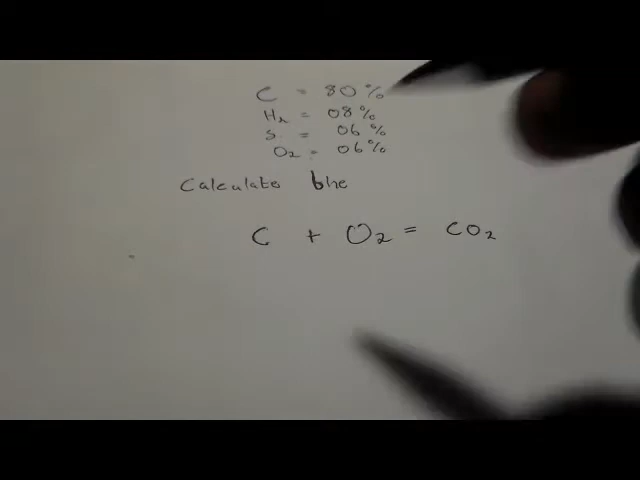 C = 80%
H2 = 08%
S = 06%
O2 = 06%
Calculate the
C + O2 = CO2